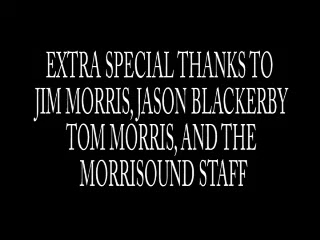 EXTRA SPECIAL THANKS TO
JIM MORRIS, JASON BLACKERBY
TOM MORRIS, AND THE
MORRISOUND STAFF